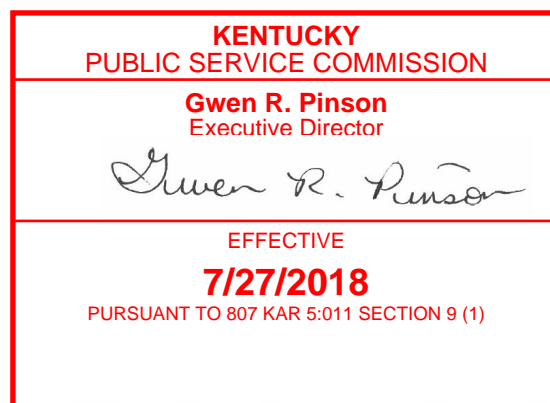 KENTUCKY
PUBLIC SERVICE COMMISSION
Gwen R. Pinson
Executive Director
Gwen R. Pinson
EFFECTIVE
7/27/2018
PURSUANT TO 807 KAR 5:011 SECTION 9 (1)